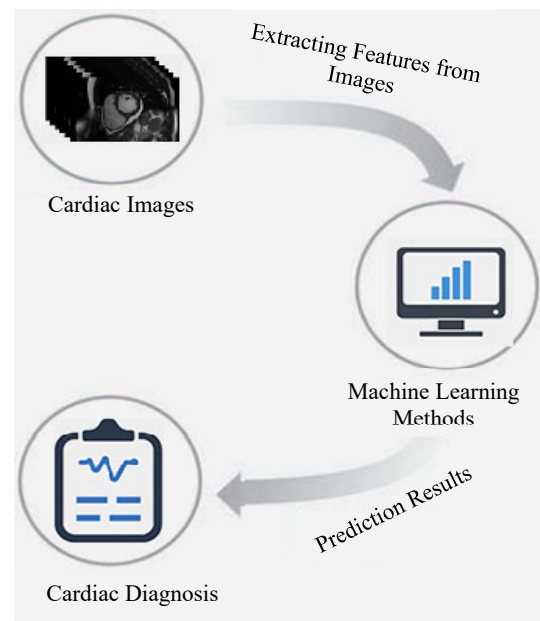 Extracting Features from
Images
Cardiac Images
Machine Learning
Methods
Prediction Results
Cardiac Diagnosis